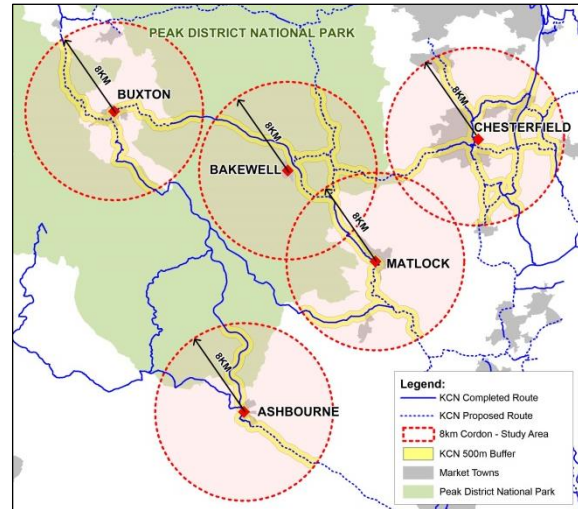 PEAK DISTRICT NATIONAL PARK
8KM
BUXTON
8KM
CHESTERFIELD
8KM
BAKEWELL
8KM
MATLOCK
8KM
ASHBOURNE
Legend:
KCN Completed Route
KCN Proposed Route
8km Cordon - Study Area
KCN 500m Buffer
Market Towns
Peak District National Park